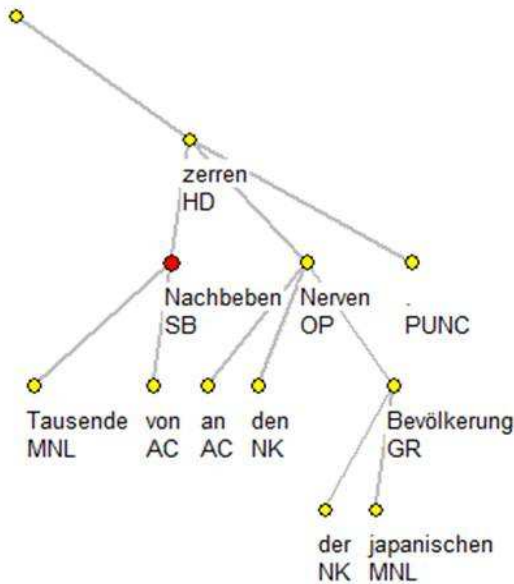 zerren
HD
Nachbeben Nerven .
SB OP PUNC
Tausende von an den Bevölkerung
MNL AC AC NK GR
der japanischen
NK MNL